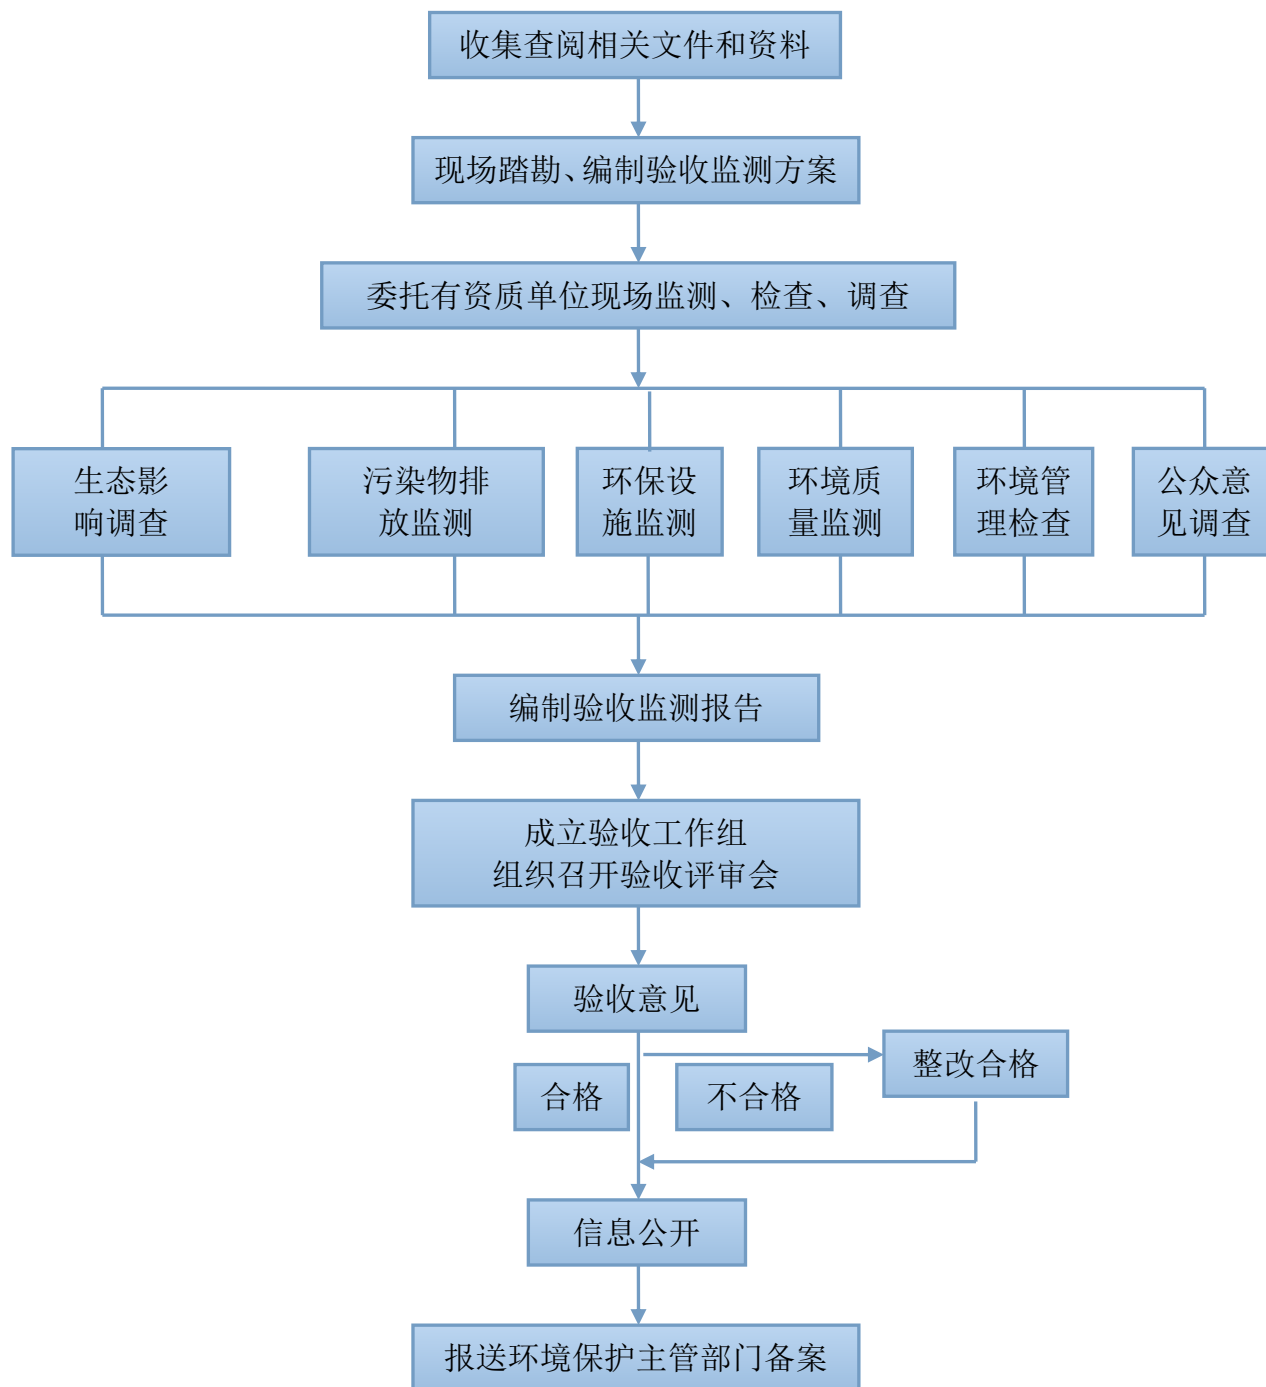 收集查阅相关文件和资料
现场踏勘、编制验收监测方案
委托有资质单位现场监测、检查、调查
生态影
响调查
污染物排
放监测
环保设
施监测
环境质
量监测
环境管
理检查
公众意
见调查
编制验收监测报告
成立验收工作组
组织召开验收评审会
验收意见
整改合格
合格
不合格
信息公开
报送环境保护主管部门备案